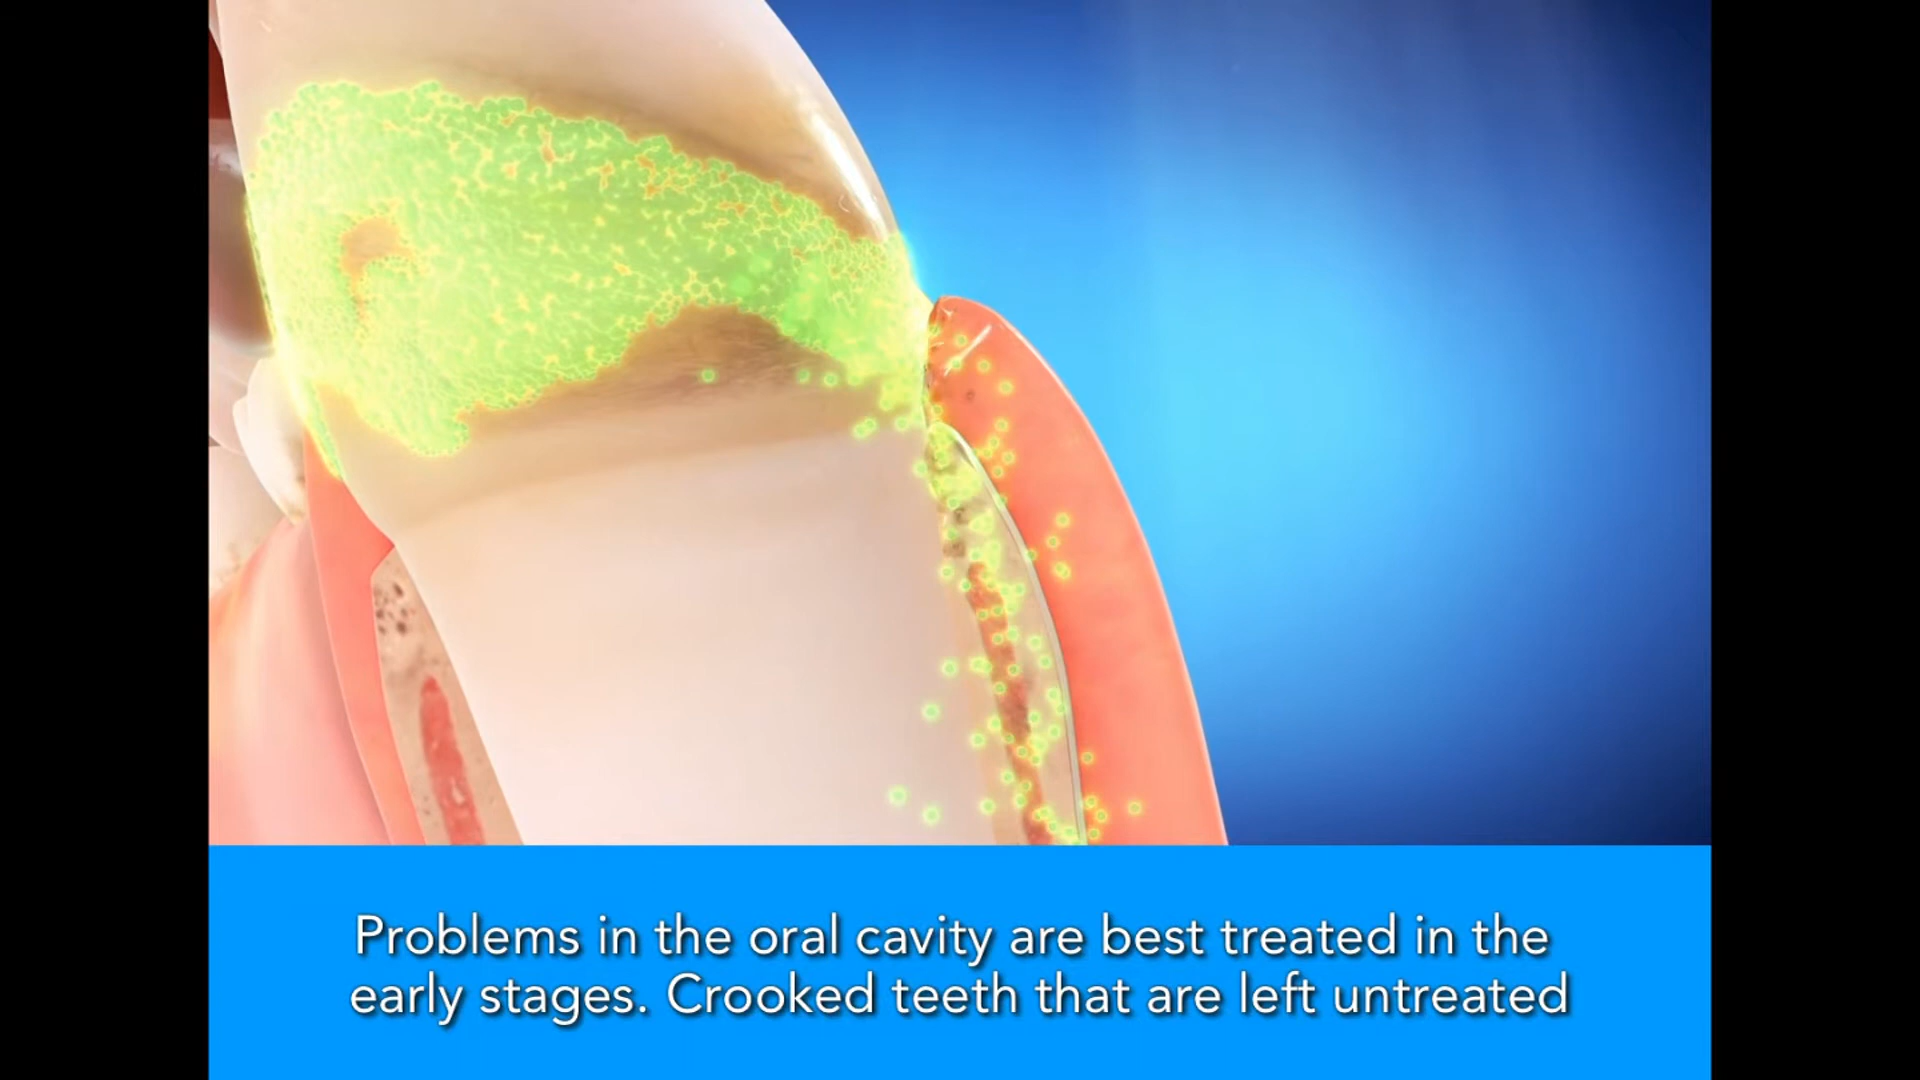 Problems in the oral cavity are best treated in the
early stages. Crooked teeth that are left untreated